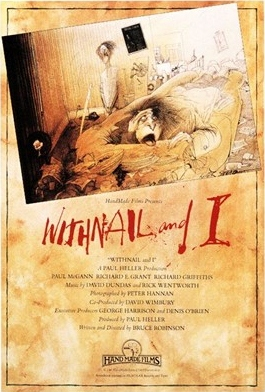 HandMade Films Presents
WITHNAIL and I
"WITHNAIL and I"
A PAUL HELLER Production
PAUL McGANN RICHARD E. GRANT RICHARD GRIFFITHS
Music by DAVID DUNDAS and RICK WENTWORTH
Photographed by PETER HANNAN
Co-Produced by DAVID WIMBURY
Executive Producers GEORGE HARRISON and DENIS O'BRIEN
Produced by PAUL HELLER
Written and Directed by BRUCE ROBINSON
HANDMADE FILMS